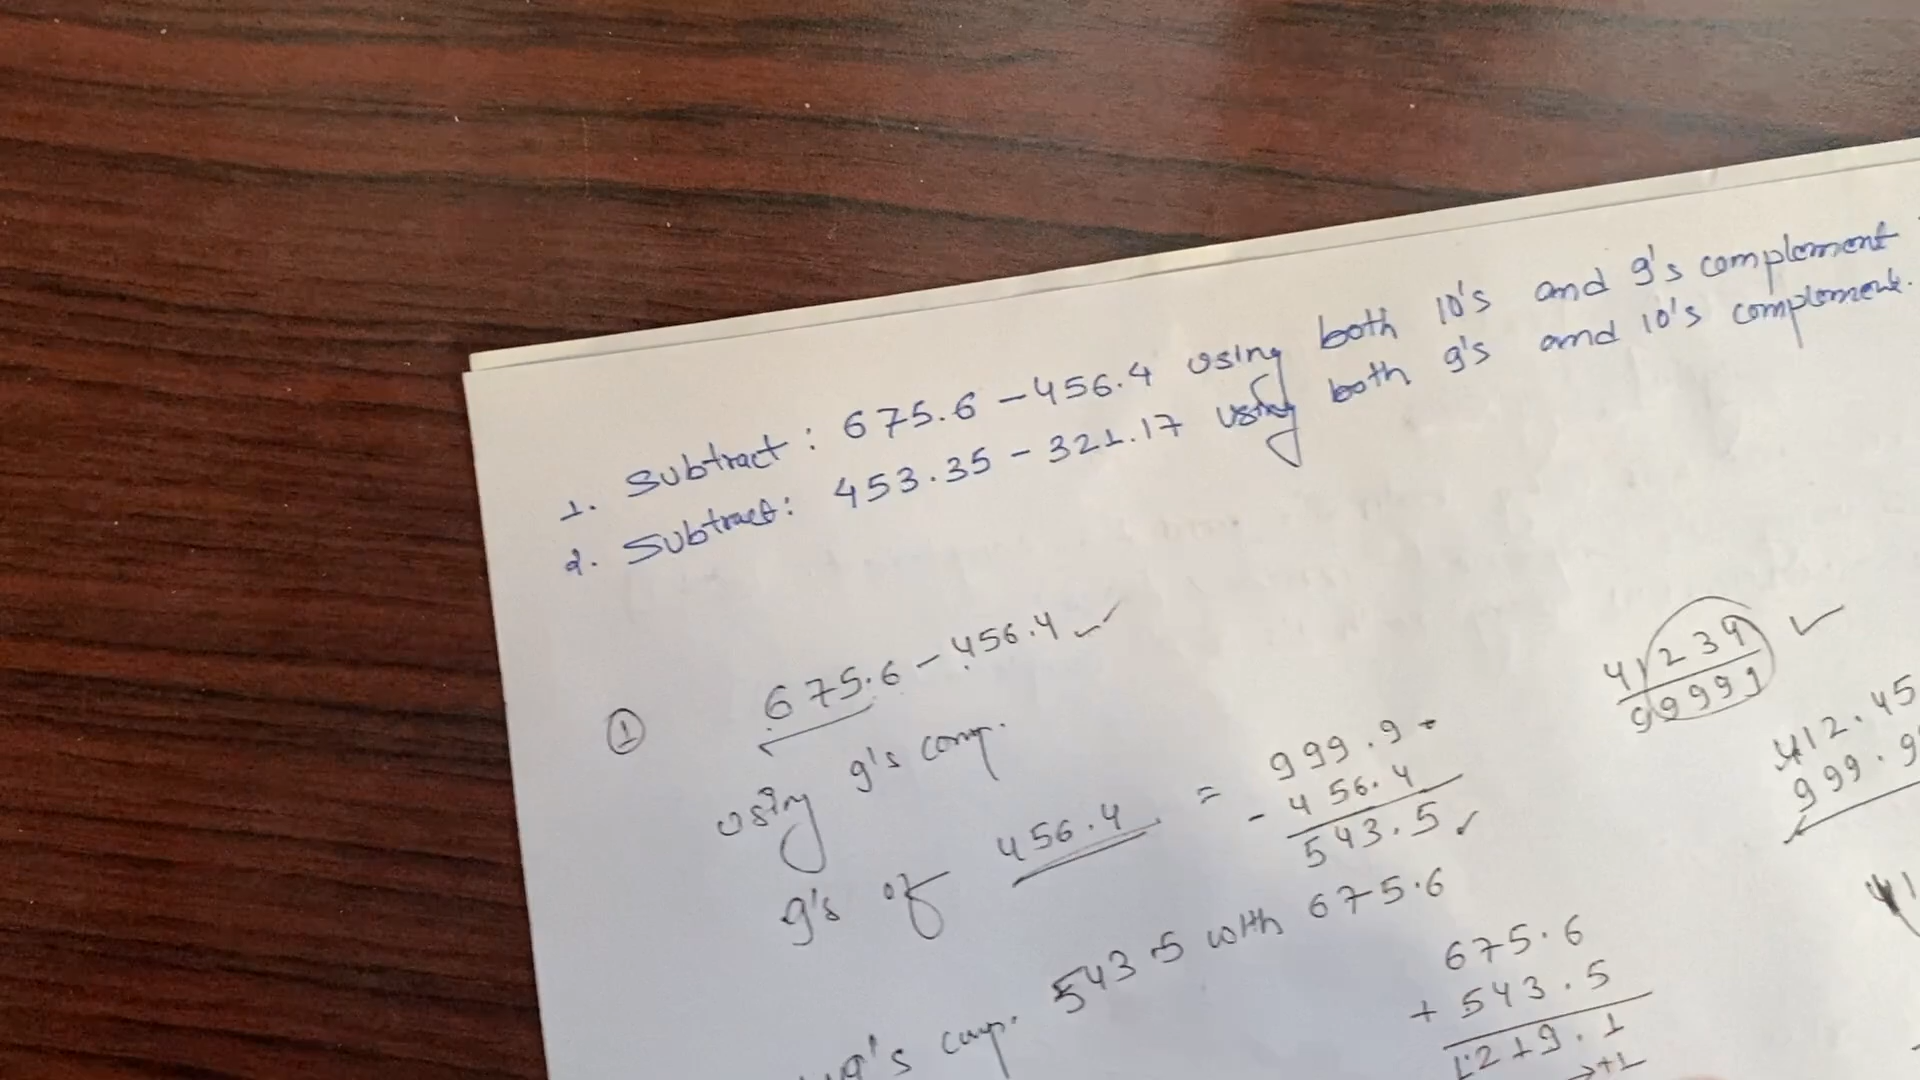 1. Subtract : 675.6 - 456.4 using both 10's and 9's complement
2. Subtract: 453.35 - 321.17 using both 9's and 10's complement.
① 675.6 - 456.4 ✓
using 9's comp.
9's of 456.4 = 999.9
- 456.4
543.5 ✓
9's comp. 543.5 with 675.6
675.6
+ 543.5
1219.1
→+1
41239 ✓
99999
412.45
999.9